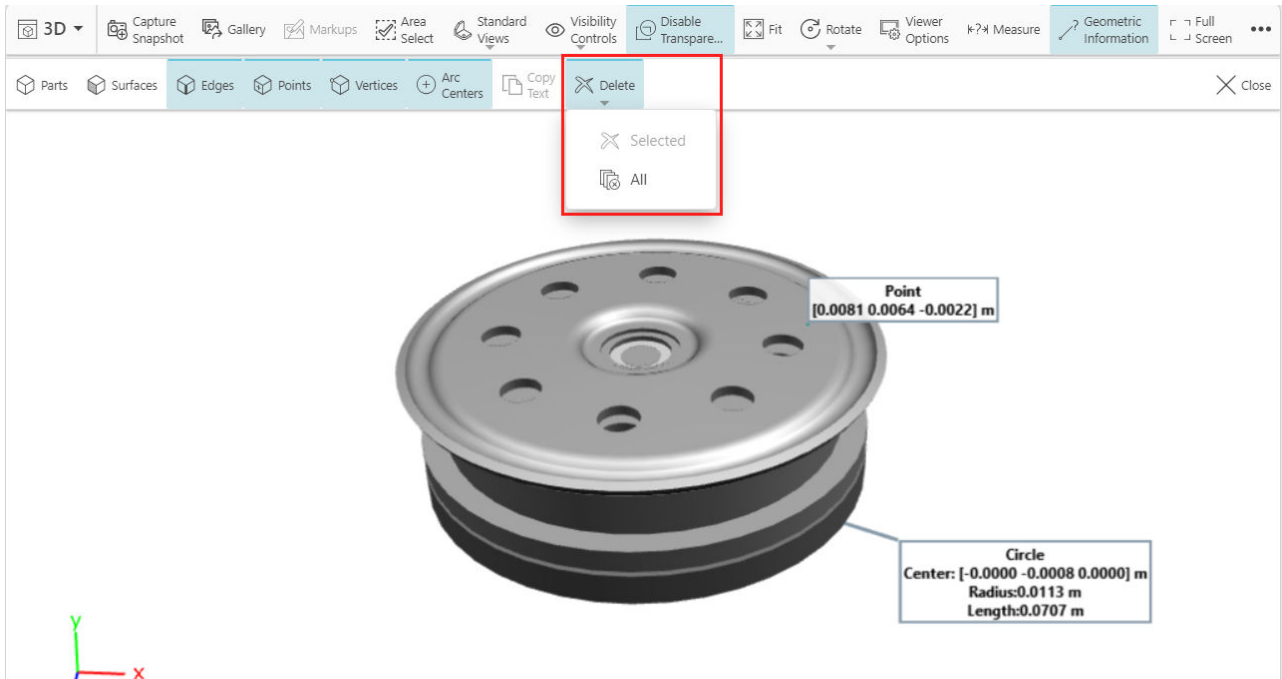 3D
Capture
Snapshot
Gallery
Markups
Area
Select
Standard
Views
Visibility
Controls
Disable
Transpare...
Fit
Rotate
Viewer
Options
Measure
Geometric
Information
Full
Screen
Parts
Surfaces
Edges
Points
Vertices
Arc
Centers
Copy
Text
Delete
Close
Selected
All
Point
[0.0081 0.0064 -0.0022] m
Circle
Center: [-0.0000 -0.0008 0.0000] m
Radius:0.0113 m
Length:0.0707 m
y
x